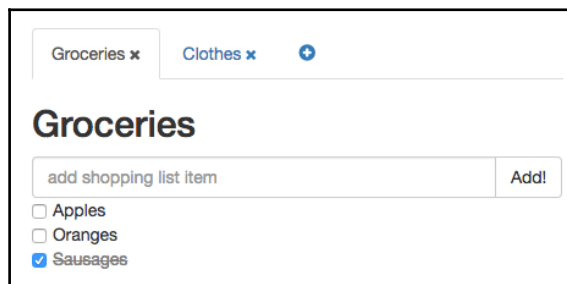 Groceries × Clothes ×
Groceries
add shopping list item Add!
Apples
Oranges
Sausages